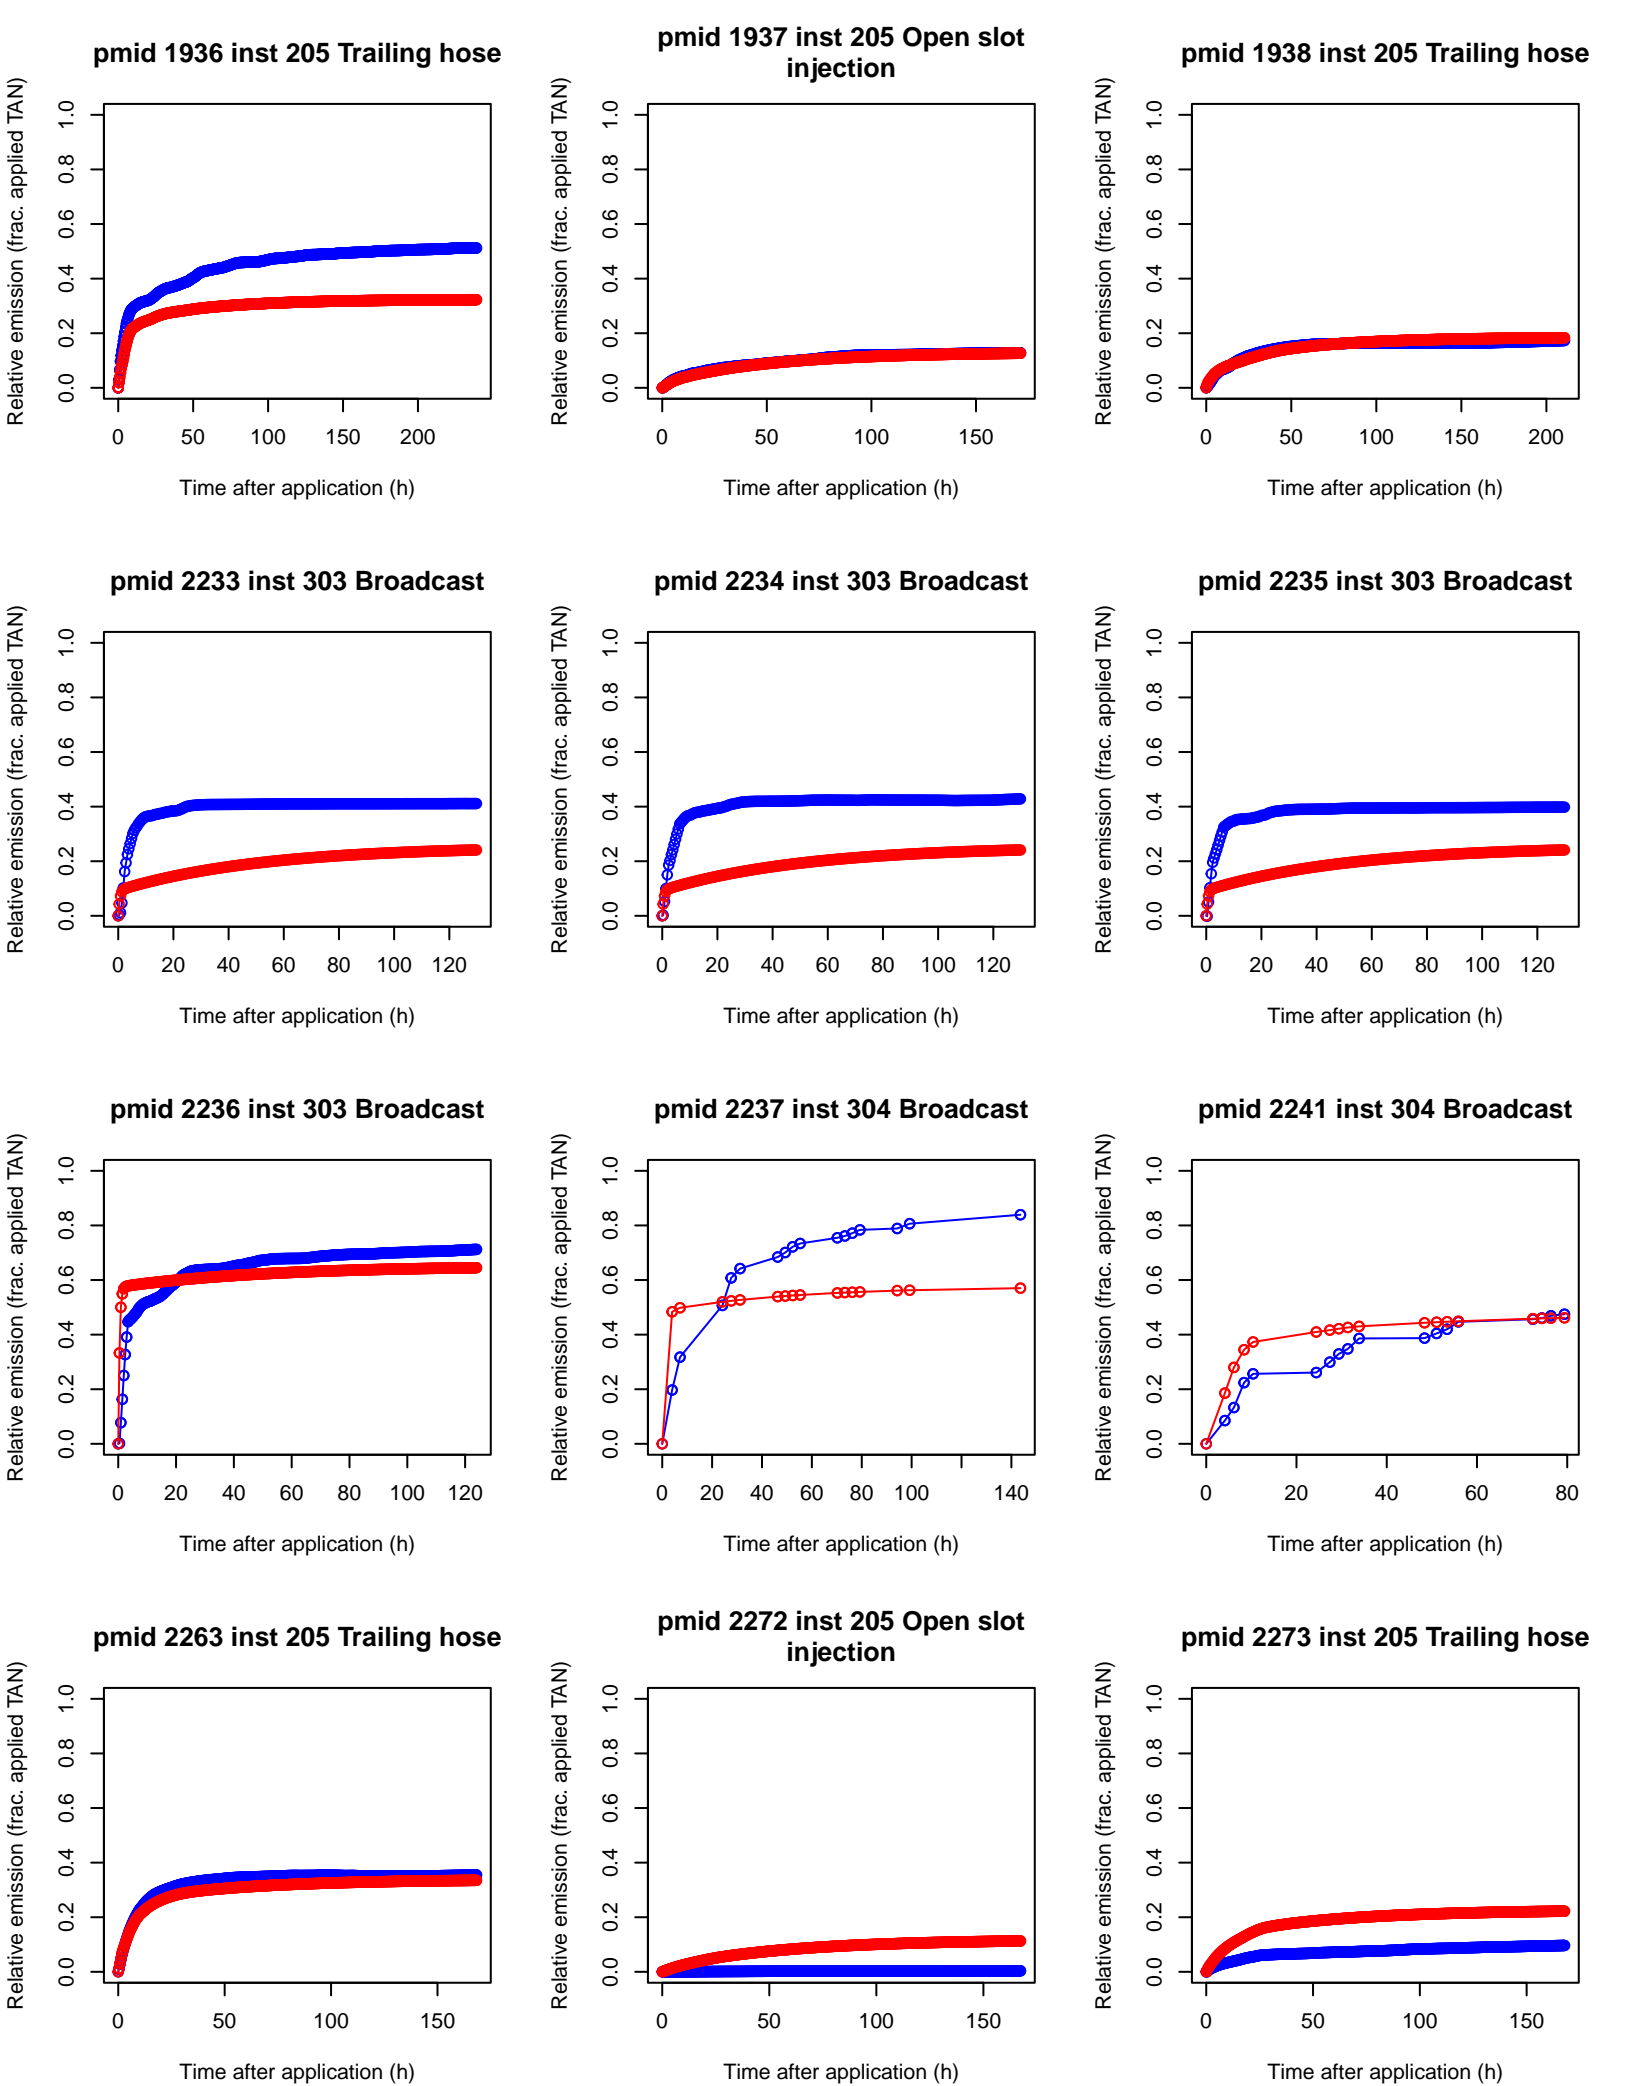 pmid 1936 inst 205 Trailing hose
Relative emission (frac. applied TAN)
1.0
0.8
0.6
0.4
0.2
0.0
0 50 100 150 200
Time after application (h)
pmid 1937 inst 205 Open slot
injection
Relative emission (frac. applied TAN)
1.0
0.8
0.6
0.4
0.2
0.0
0 50 100 150
Time after application (h)
pmid 1938 inst 205 Trailing hose
Relative emission (frac. applied TAN)
1.0
0.8
0.6
0.4
0.2
0.0
0 50 100 150 200
Time after application (h)
pmid 2233 inst 303 Broadcast
Relative emission (frac. applied TAN)
1.0
0.8
0.6
0.4
0.2
0.0
0 20 40 60 80 100 120
Time after application (h)
pmid 2234 inst 303 Broadcast
Relative emission (frac. applied TAN)
1.0
0.8
0.6
0.4
0.2
0.0
0 20 40 60 80 100 120
Time after application (h)
pmid 2235 inst 303 Broadcast
Relative emission (frac. applied TAN)
1.0
0.8
0.6
0.4
0.2
0.0
0 20 40 60 80 100 120
Time after application (h)
pmid 2236 inst 303 Broadcast
Relative emission (frac. applied TAN)
1.0
0.8
0.6
0.4
0.2
0.0
0 20 40 60 80 100 120
Time after application (h)
pmid 2237 inst 304 Broadcast
Relative emission (frac. applied TAN)
1.0
0.8
0.6
0.4
0.2
0.0
0 20 40 60 80 100 140
Time after application (h)
pmid 2241 inst 304 Broadcast
Relative emission (frac. applied TAN)
1.0
0.8
0.6
0.4
0.2
0.0
0 20 40 60 80
Time after application (h)
pmid 2263 inst 205 Trailing hose
Relative emission (frac. applied TAN)
1.0
0.8
0.6
0.4
0.2
0.0
0 50 100 150
Time after application (h)
pmid 2272 inst 205 Open slot
injection
Relative emission (frac. applied TAN)
1.0
0.8
0.6
0.4
0.2
0.0
0 50 100 150
Time after application (h)
pmid 2273 inst 205 Trailing hose
Relative emission (frac. applied TAN)
1.0
0.8
0.6
0.4
0.2
0.0
0 50 100 150
Time after application (h)